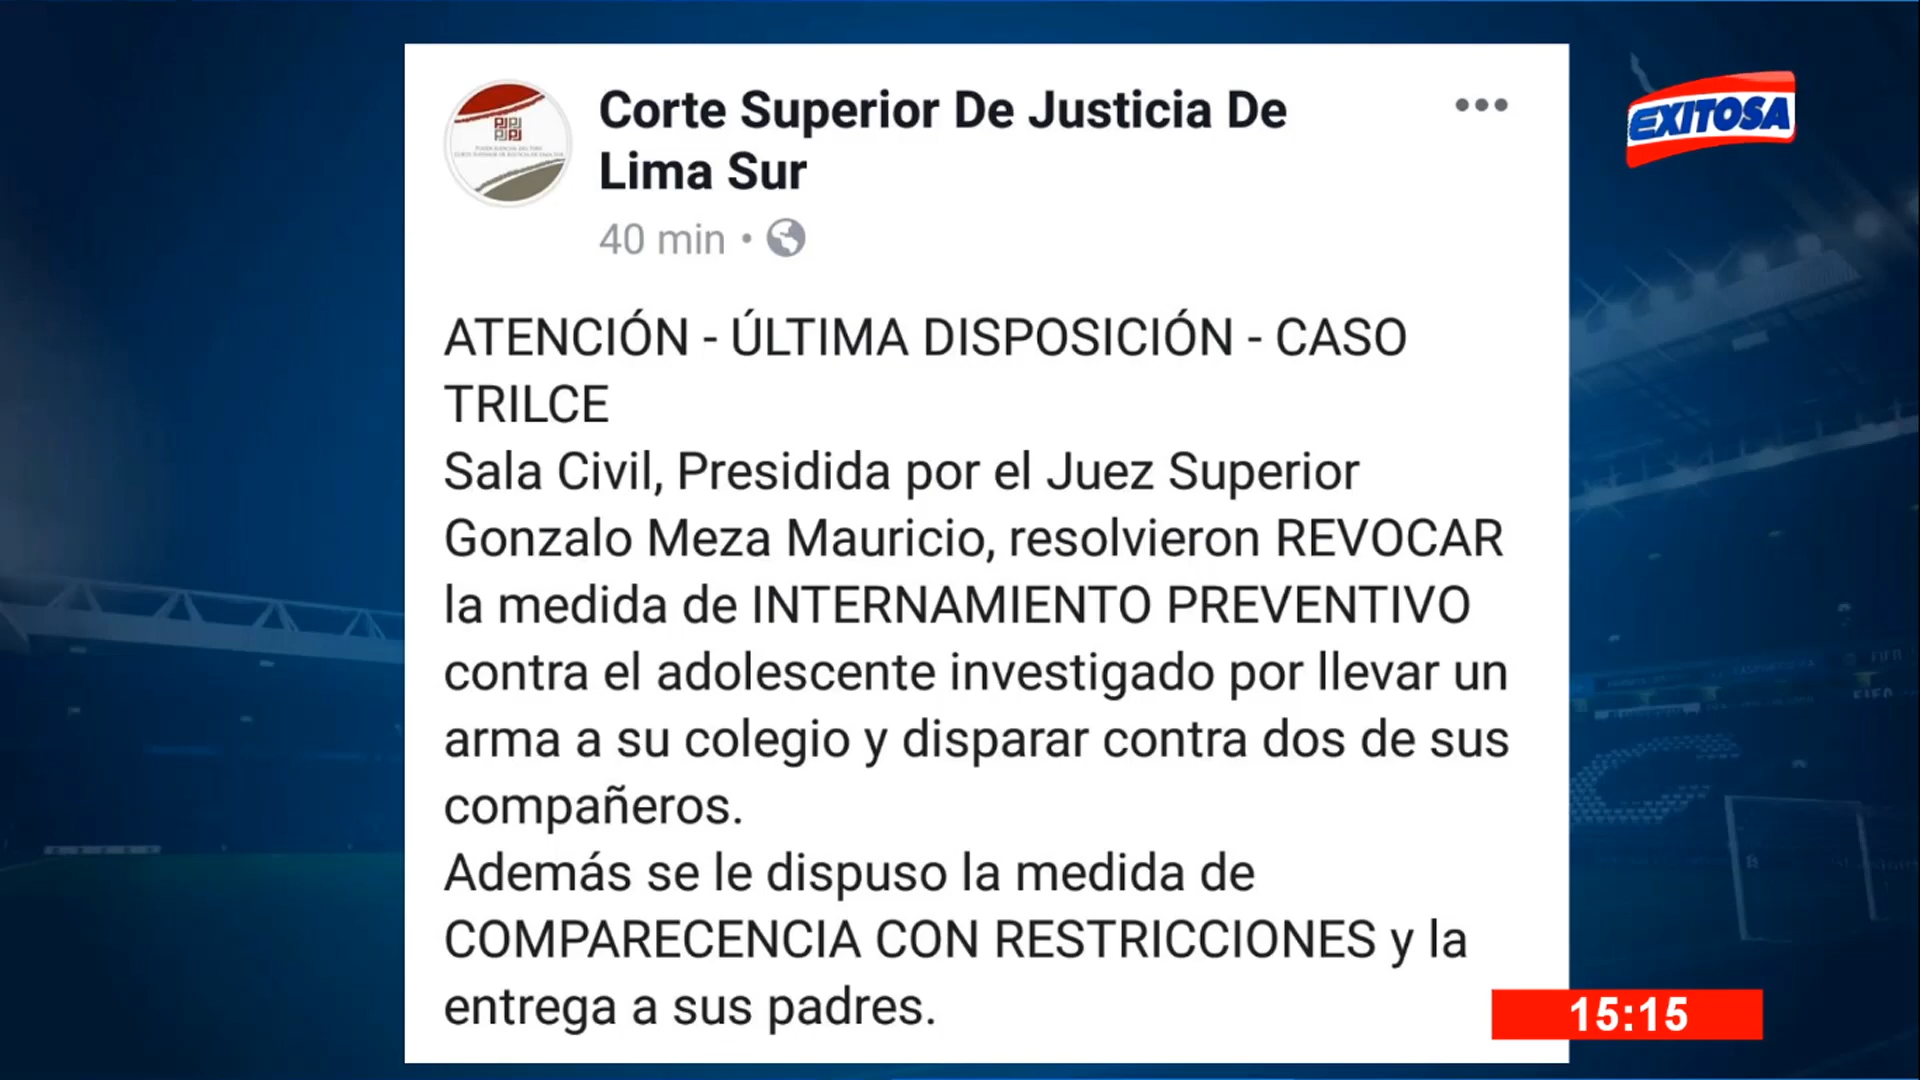 Corte Superior De Justicia De
Lima Sur
40 min
EXITOSA
ATENCIÓN - ÚLTIMA DISPOSICIÓN - CASO
TRILCE
Sala Civil, Presidida por el Juez Superior
Gonzalo Meza Mauricio, resolvieron REVOCAR
la medida de INTERNAMIENTO PREVENTIVO
contra el adolescente investigado por llevar un
arma a su colegio y disparar contra dos de sus
compañeros.
Además se le dispuso la medida de
COMPARECENCIA CON RESTRICCIONES y la
entrega a sus padres.
15:15